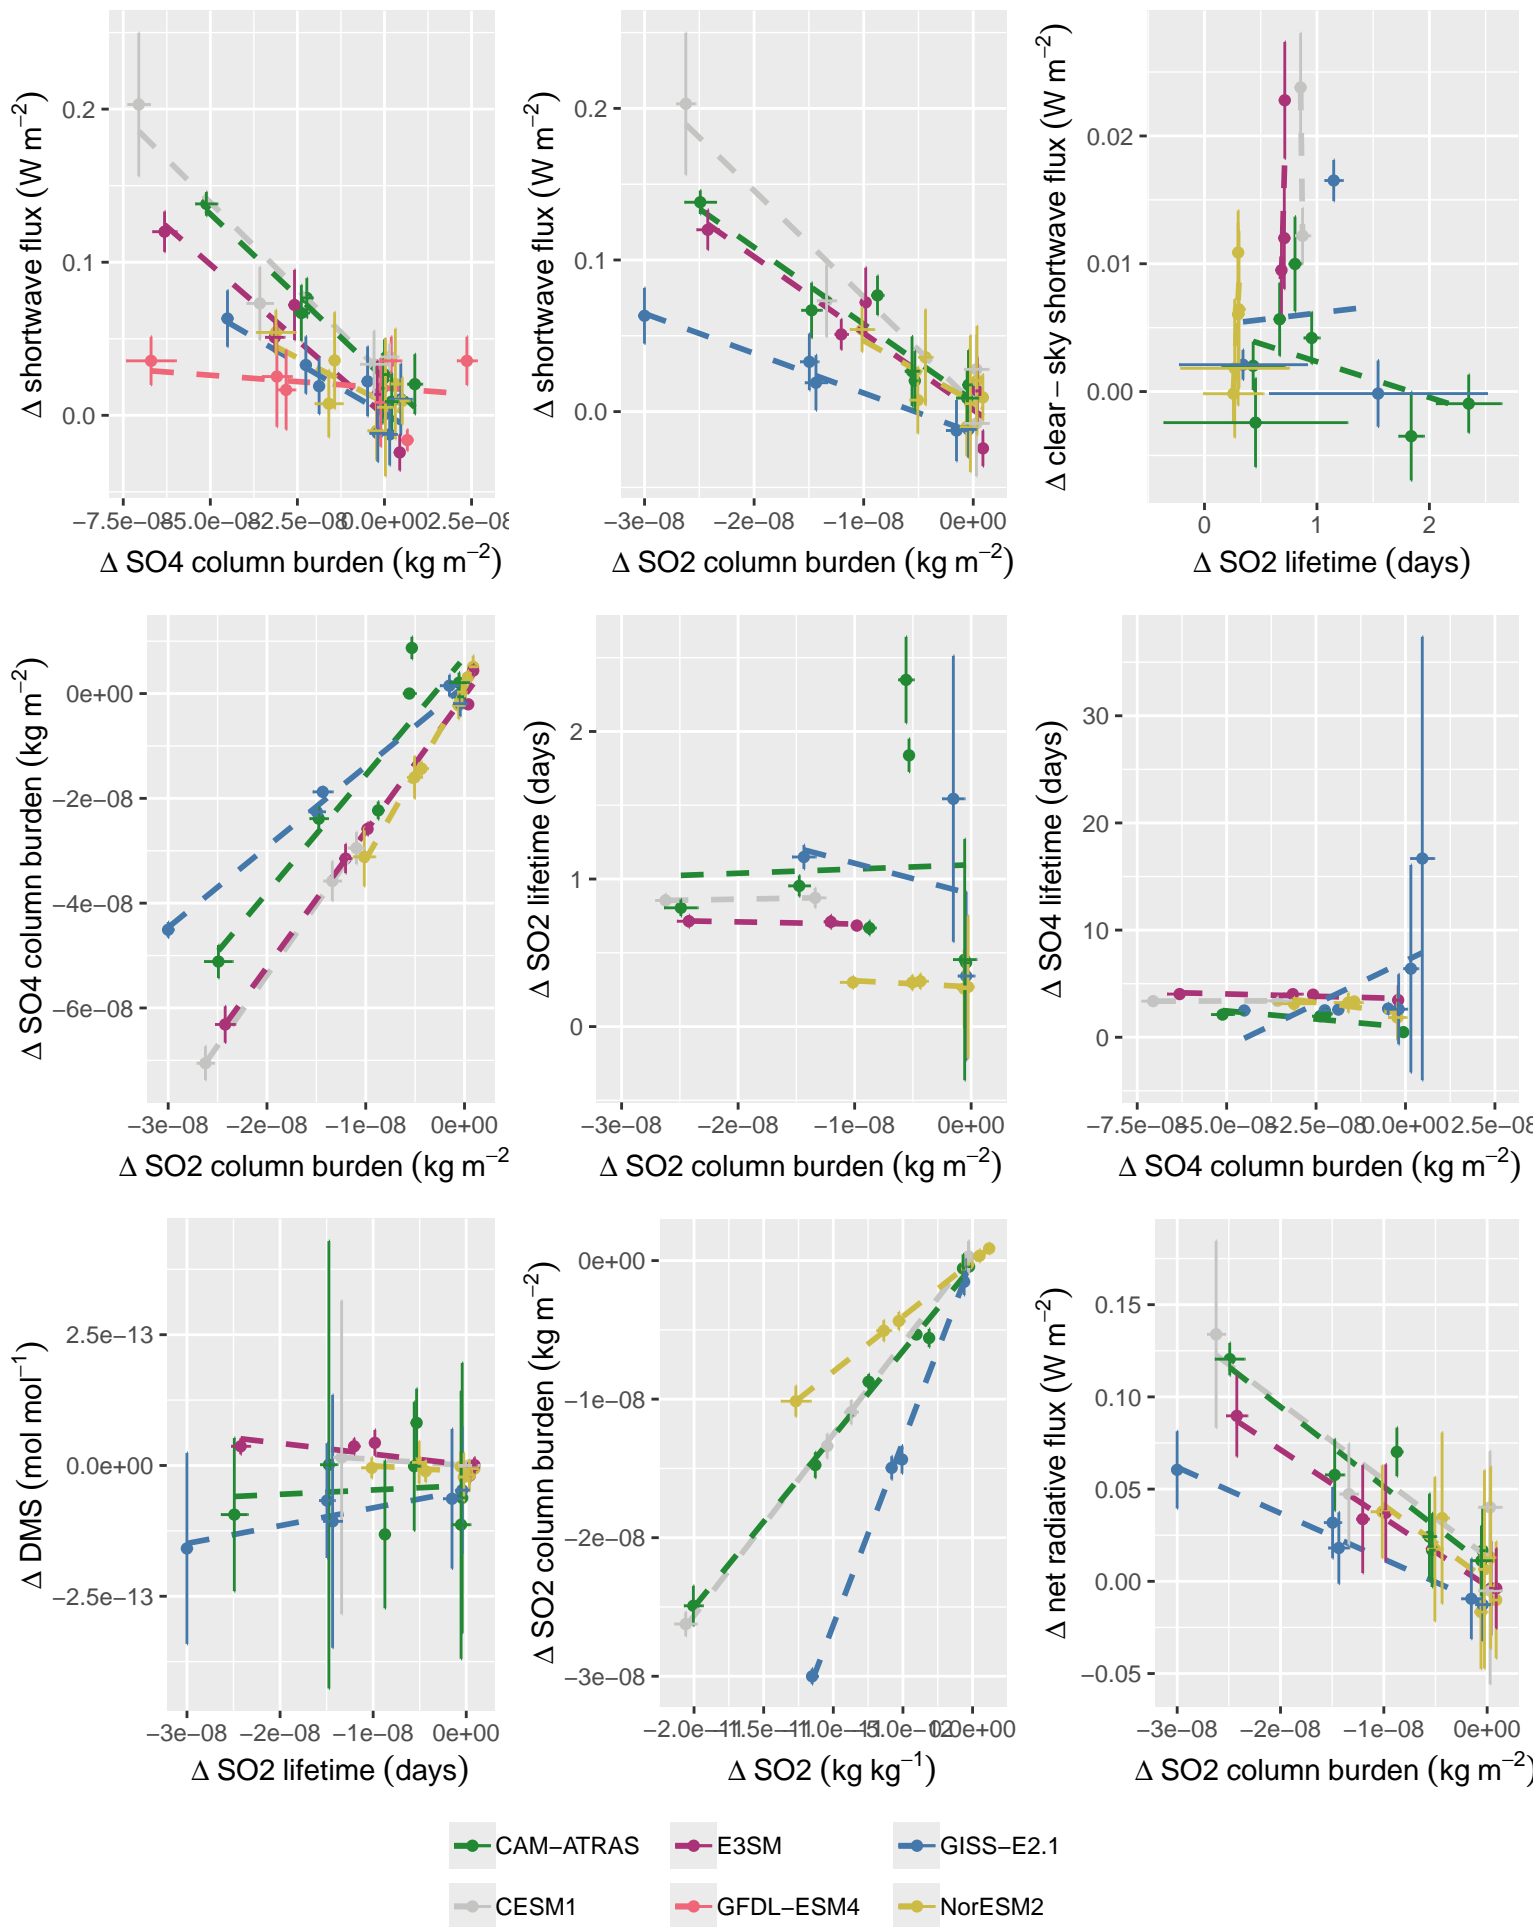 0.2
0.1
0.0
Δ shortwave flux (W m−2)
−7.5e−08 −5.0e−08 −2.5e−08 0.0e+00 2.5e−08
Δ SO4 column burden (kg m−2)
0.2
0.1
0.0
Δ shortwave flux (W m−2)
−3e−08 −2e−08 −1e−08 0e+00
Δ SO2 column burden (kg m−2)
0.02
0.01
0.00
Δ clear − sky shortwave flux (W m−2)
0 1 2
Δ SO2 lifetime (days)
0e+00
−2e−08
−4e−08
−6e−08
Δ SO4 column burden (kg m−2)
−3e−08 −2e−08 −1e−08 0e+00
Δ SO2 column burden (kg m−2
2
1
0
Δ SO2 lifetime (days)
−3e−08 −2e−08 −1e−08 0e+00
Δ SO2 column burden (kg m−2)
30
20
10
0
Δ SO4 lifetime (days)
−7.5e−08 −5.0e−08 −2.5e−08 0.0e+00 2.5e−08
Δ SO4 column burden (kg m−2)
2.5e−13
0.0e+00
−2.5e−13
Δ DMS (mol mol−1)
−3e−08 −2e−08 −1e−08 0e+00
Δ SO2 lifetime (days)
0e+00
−1e−08
−2e−08
−3e−08
Δ SO2 column burden (kg m−2)
−2.0e−11 −1.5e−11 −1.0e−11 −5.0e−12 0.0e+00
Δ SO2 (kg kg−1)
0.15
0.10
0.05
0.00
−0.05
Δ net radiative flux (W m−2)
−3e−08 −2e−08 −1e−08 0e+00
Δ SO2 column burden (kg m−2)
CAM−ATRAS E3SM GISS−E2.1
CESM1 GFDL−ESM4 NorESM2